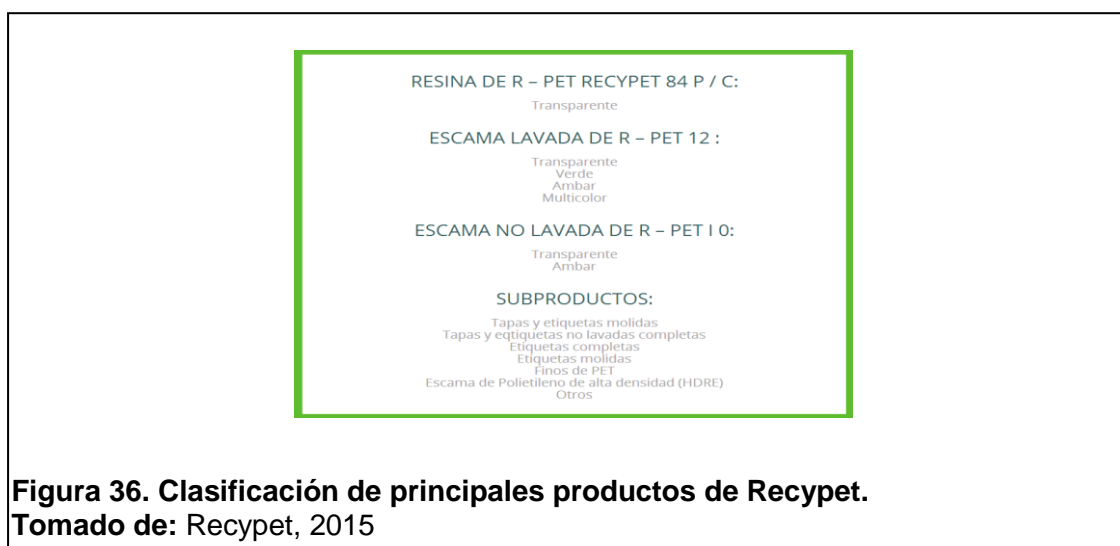 RESINA DE R – PET RECYPET 84 P / C:
Transparente
ESCAMA LAVADA DE R – PET 12 :
Transparente
Verde
Ambar
Multicolor
ESCAMA NO LAVADA DE R – PET I 0:
Transparente
Ambar
SUBPRODUCTOS:
Tapas y etiquetas molidas
Tapas y eqtiquetas no lavadas completas
Etiquetas completas
Etiquetas molidas
Finos de PET
Escama de Polietileno de alta densidad (HDRE)
Otros
Figura 36. Clasificación de principales productos de Recypet.
Tomado de: Recypet, 2015